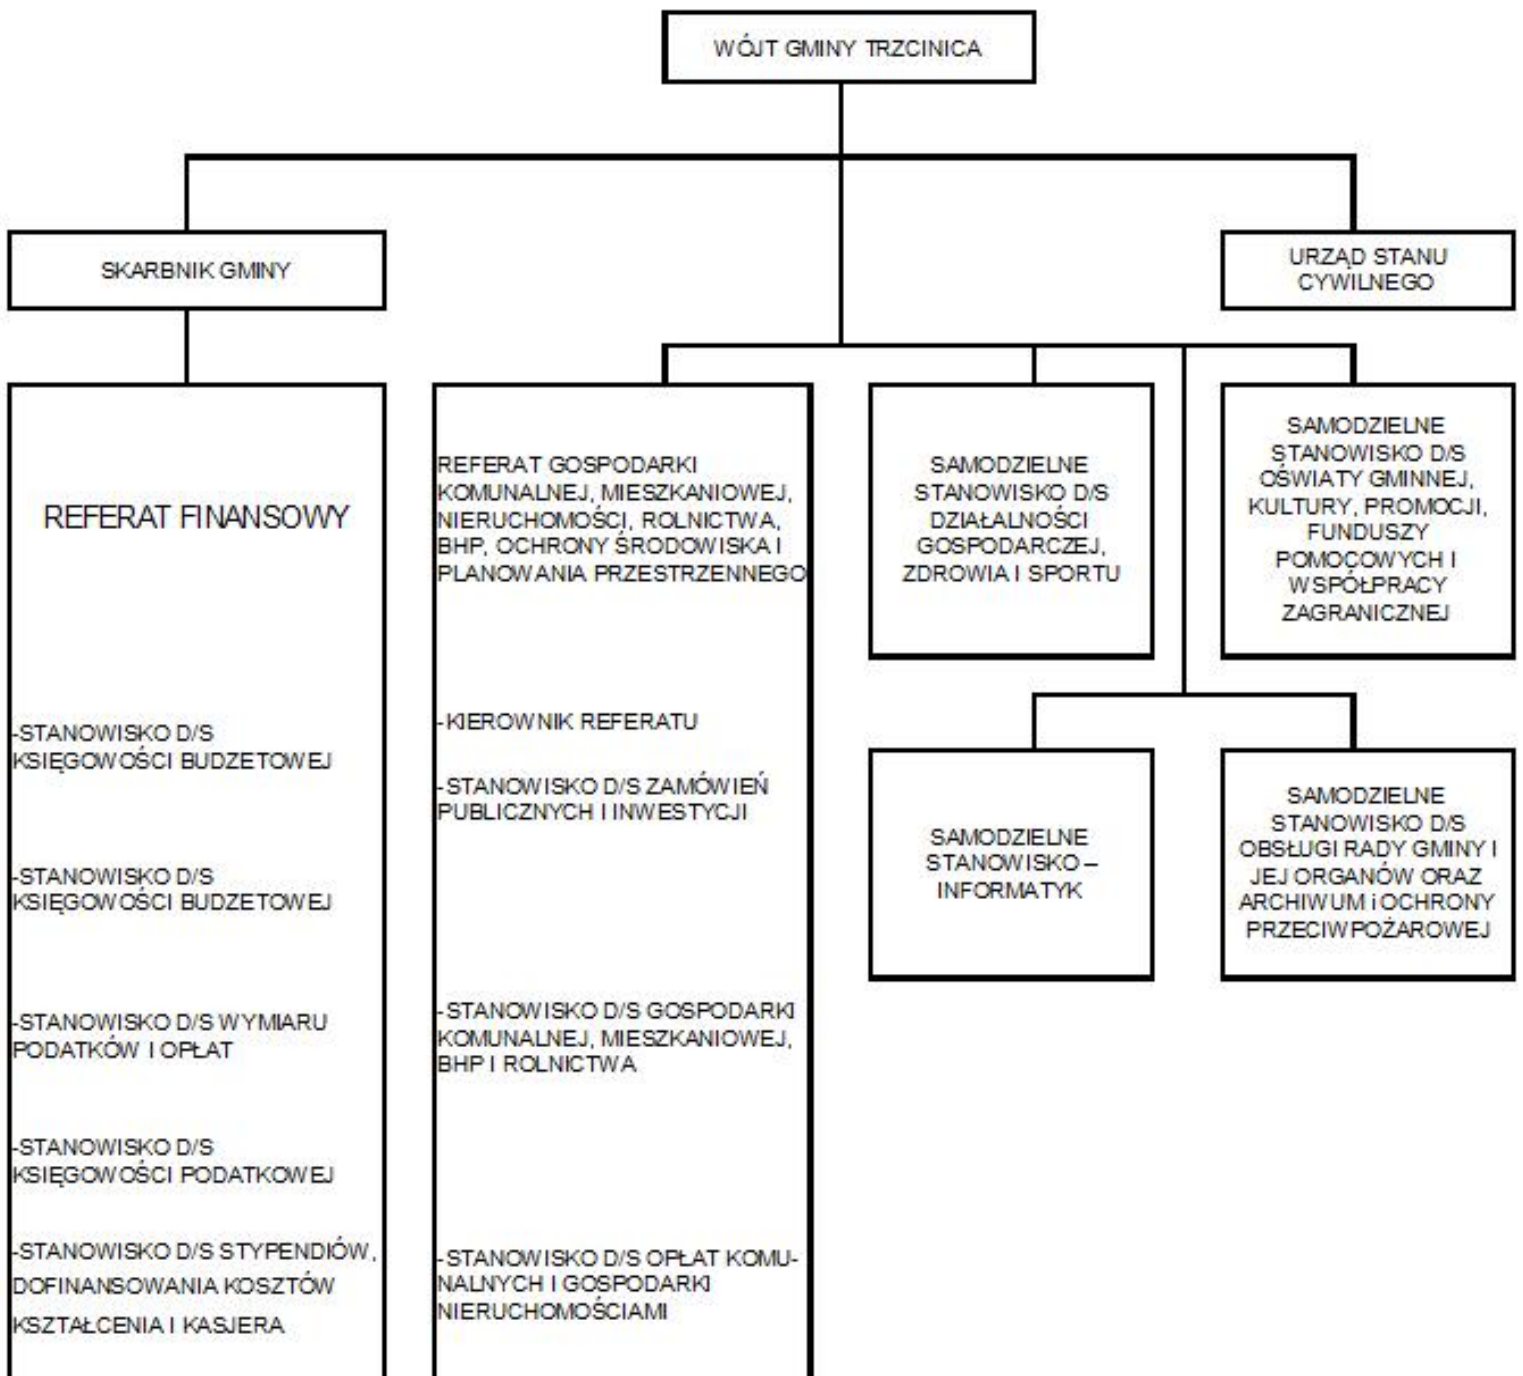 WÓJT GMINY TRZCINICA
SKARBNIK GMINY
URZĄD STANU
CYWILNEGO
REFERAT FINANSOWY
-STANOWISKO D/S
KSIĘGOWOŚCI BUDZETOWEJ
-STANOWISKO D/S
KSIĘGOWOŚCI BUDZETOWEJ
-STANOWISKO D/S WYMIARU
PODATKÓW I OPŁAT
-STANOWISKO D/S
KSIĘGOWOŚCI PODATKOWEJ
-STANOWISKO D/S STYPENDIÓW,
DOFINANSOWANIA KOSZTÓW
KSZTAŁCENIA I KASJERA
REFERAT GOSPODARKI
KOMUNALNEJ, MIESZKANIOWEJ,
NIERUCHOMOŚCI, ROLNICTWA,
BHP, OCHRONY ŚRODOWISKA I
PLANOWANIA PRZESTRZENNEGO
-KIEROWNIK REFERATU
-STANOWISKO D/S ZAMÓWIEŃ
PUBLICZNYCH I INWESTYCJI
-STANOWISKO D/S GOSPODARKI
KOMUNALNEJ, MIESZKANIOWEJ,
BHP I ROLNICTWA
-STANOWISKO D/S OPŁAT KOMU-
NALNYCH I GOSPODARKI
NIERUCHOMOŚCIAMI
SAMODZIELNE
STANOWISKO D/S
DZIAŁALNOŚCI
GOSPODARCZEJ,
ZDROWIA I SPORTU
SAMODZIELNE
STANOWISKO D/S
OŚWIATY GMINNEJ,
KULTURY, PROMOCJI,
FUNDUSZY
POMOCOWYCH I
WSPÓŁPRACY
ZAGRANICZNEJ
SAMODZIELNE
STANOWISKO –
INFORMATYK
SAMODZIELNE
STANOWISKO D/S
OBSŁUGI RADY GMINY I
JEJ ORGANÓW ORAZ
ARCHIWUM i OCHRONY
PRZECIWPOŻAROWEJ